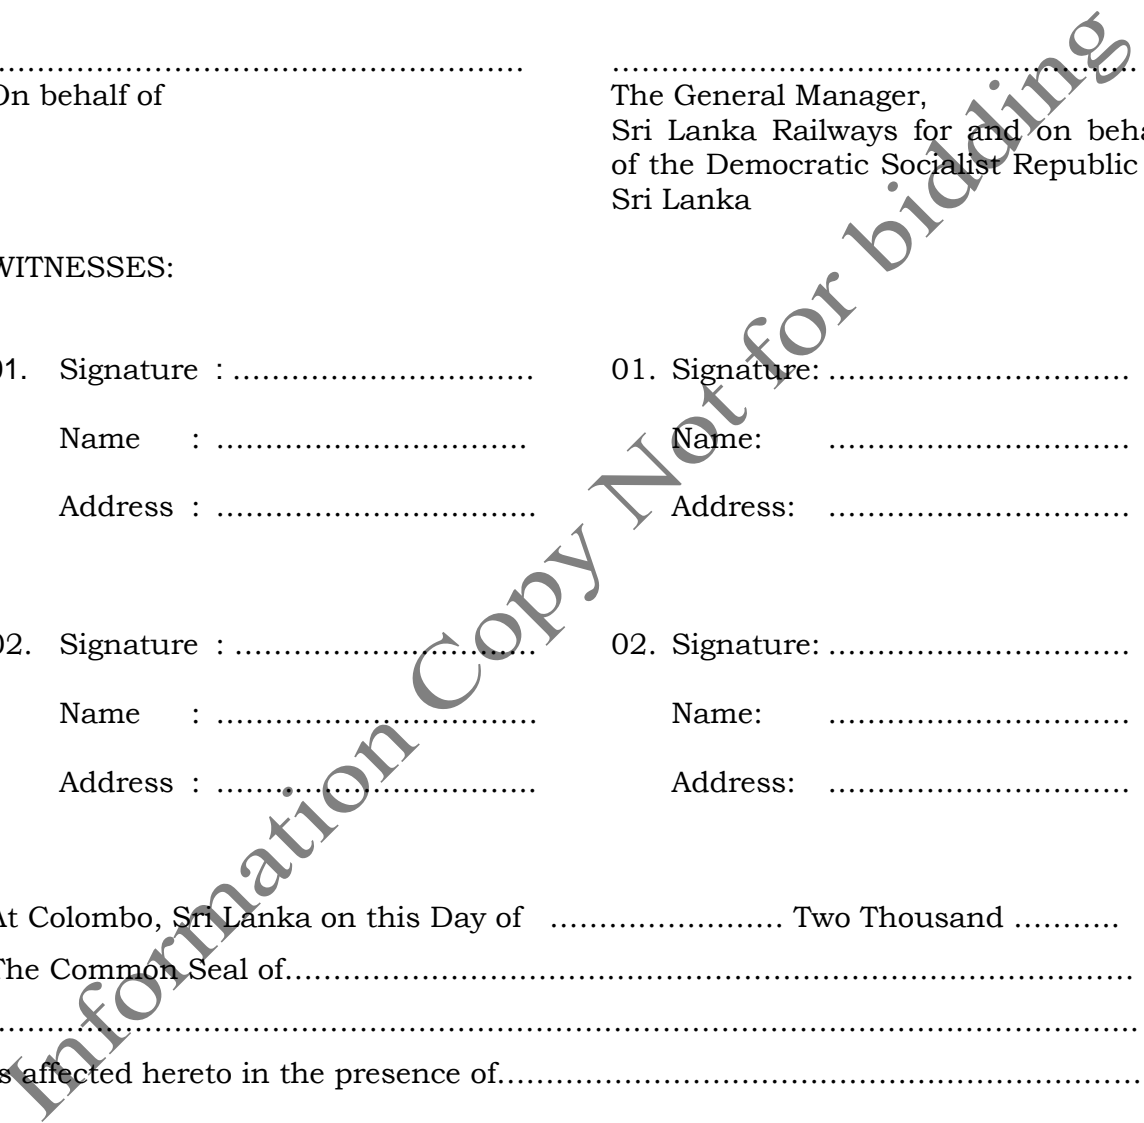 …………………………………………………  …………………………………………………
On behalf of  The General Manager,
Sri Lanka Railways for and on beha
of the Democratic Socialist Republic
Sri Lanka
WITNESSES:
01. Signature : ………………………….  01. Signature: ………………………….
Name : ………………………….  Name: ………………………….
Address : …………………………..  Address: ………………………….
02. Signature : ………………………….  02. Signature: ………………………….
Name : …………………………..  Name: ………………………….
Address : …………………………..  Address: ………………………….
At Colombo, Sri Lanka on this Day of …………………… Two Thousand ………..
The Common Seal of……………………………………………………………………………
…………………………………………………………………………………………………………
is affected hereto in the presence of…………………………………………………………
Information Copy Not for bidding